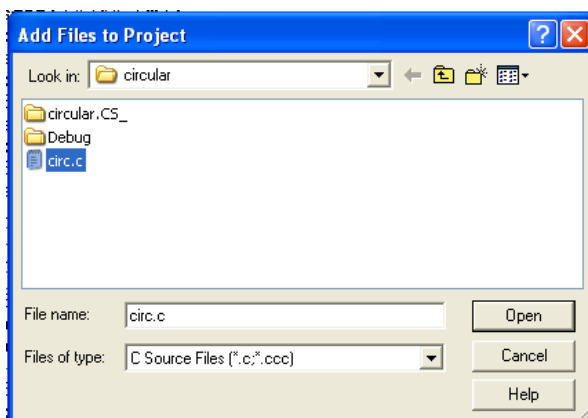 Add Files to Project
Look in: circular
circular.CS_
Debug
circ.c
File name: circ.c Open
Files of type: C Source Files (*.c;*.ccc) Cancel
Help